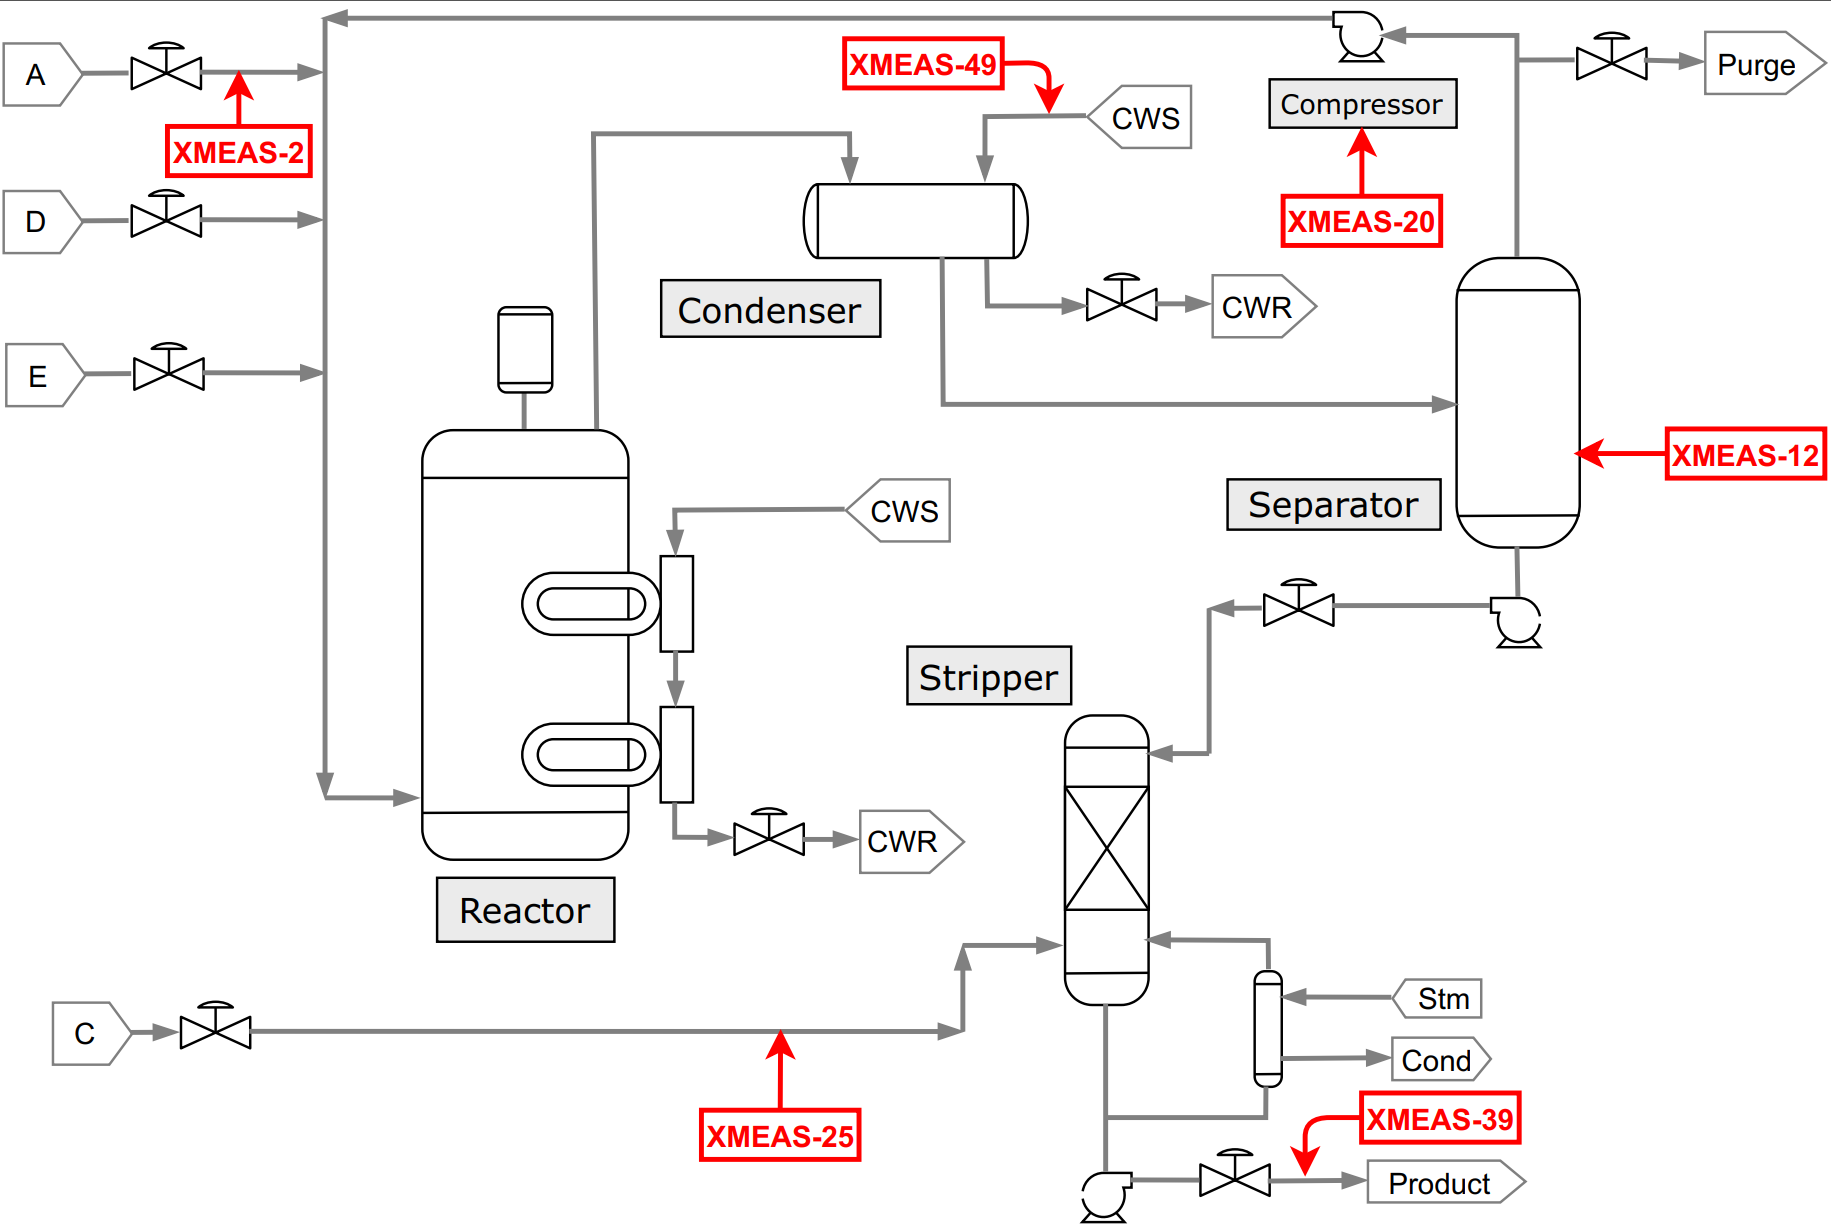 A
XMEAS-2
XMEAS-49
CWS
Compressor
Purge
XMEAS-20
D
Condenser
CWR
E
XMEAS-12
Separator
CWS
Stripper
CWR
Reactor
Stm
C
Cond
XMEAS-25
XMEAS-39
Product